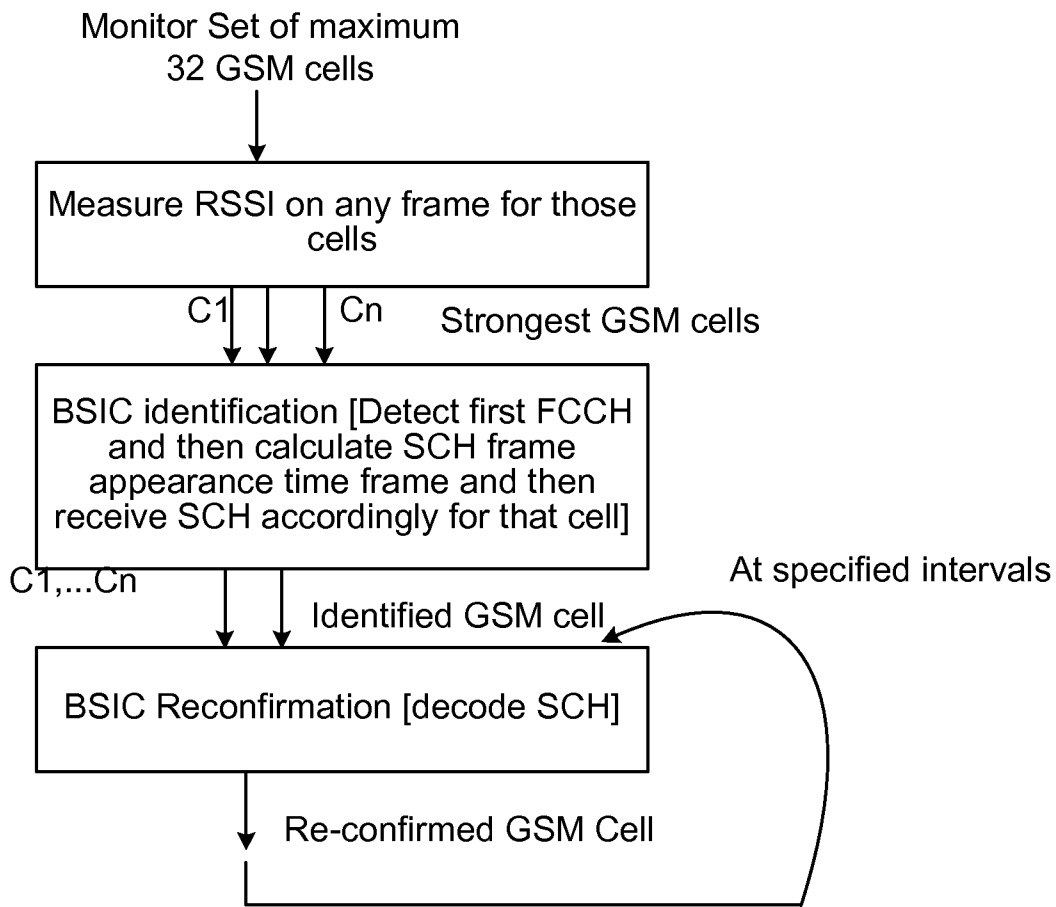 Monitor Set of maximum
32 GSM cells
Measure RSSI on any frame for those
cells
C1
Cn
Strongest GSM cells
BSIC identification [Detect first FCCH
and then calculate SCH frame
appearance time frame and then
receive SCH accordingly for that cell]
C1,...Cn
At specified intervals
Identified GSM cell
BSIC Reconfirmation [decode SCH]
Re-confirmed GSM Cell